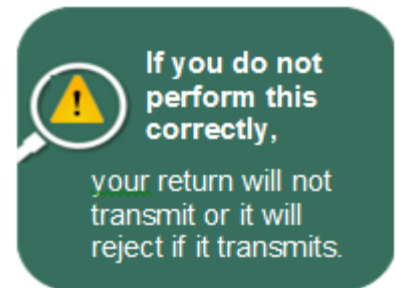 If you do not
perform this
correctly,
your return will not
transmit or it will
reject if it transmits.